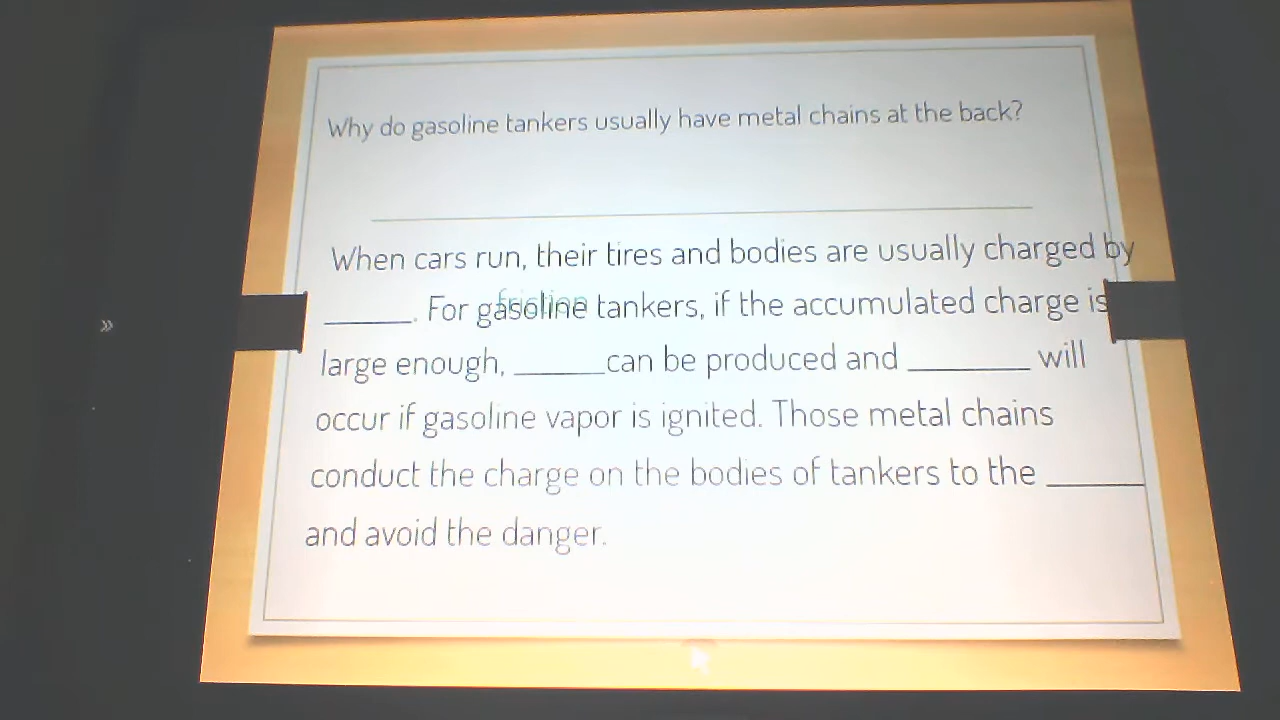 Why do gasoline tankers usually have metal chains at the back?
When cars run, their tires and bodies are usually charged by
______. For gasoline tankers, if the accumulated charge is
friction
large enough, ______can be produced and ________ will
occur if gasoline vapor is ignited. Those metal chains
conduct the charge on the bodies of tankers to the ______
and avoid the danger.